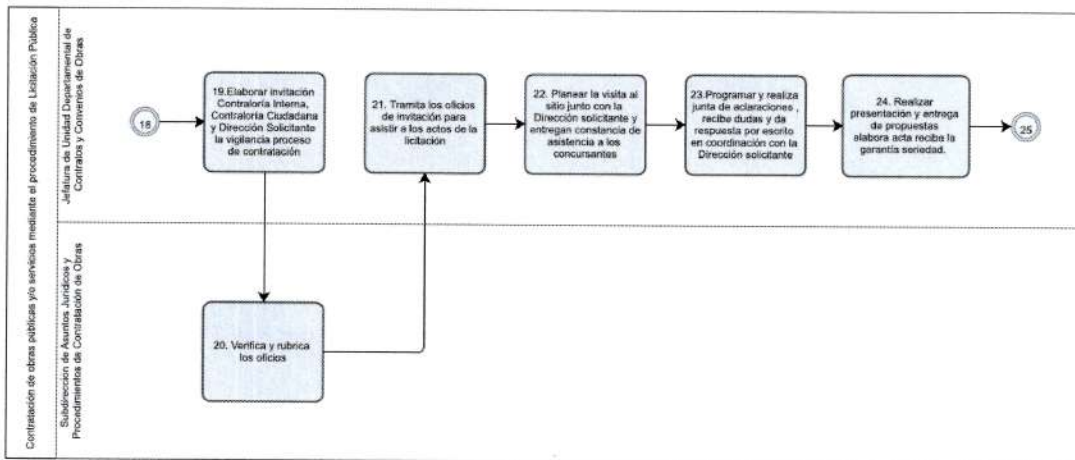 Contratación de obras públicas y/o servicios mediante el procedimiento de Licitación Pública
Jefatura de Unidad Departamental de
Contratos y Convenios de Obras
18
19.Elaborar invitación
Contraloría Interna,
Contraloría Ciudadana
y Dirección Solicitante
la vigilancia proceso
de contratación
21. Tramita los oficios
de invitación para
asistir a los actos de la
licitación
22. Planear la visita al
sitio junto con la
Dirección solicitante y
entregan constancia de
asistencia a los
concursantes
23.Programar y realiza
junta de aclaraciones ,
recibe dudas y da
respuesta por escrito
en coordinación con la
Dirección solicitante
24. Realizar
presentación y entrega
de propuestas
elabora acta recibe la
garantía seriedad.
25
Subdirección de Asuntos Jurídicos y
Procedimientos de Contratación de Obras
20. Verifica y rubrica
los oficios